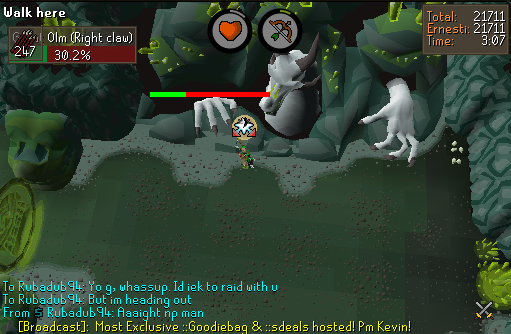 Walk here
Olm (Right claw)
247
30.2%
Total: 21711
Ernesti: 21711
Time: 3:07
To Rubadub94: Yo g, whassup. Id iek to raid with u
To Rubadub94: But im heading out
From S Rubadub94: Aaaight np man
[Broadcast]: Most Exclusive ::Goodiebag & ::sdeals hosted! Pm Kevin!